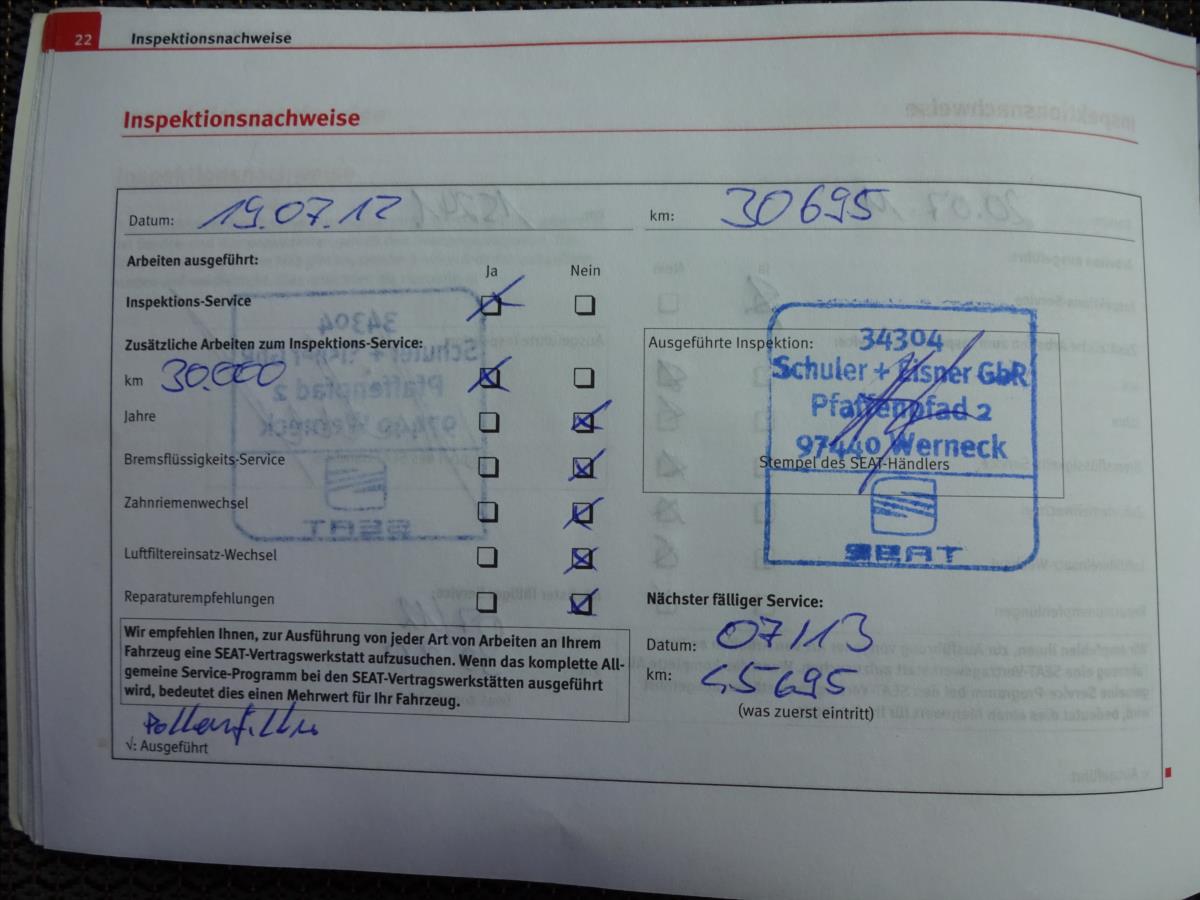 22 Inspektionsnachweise
Inspektionsnachweise
Datum: 19.07.12 km: 30695
Arbeiten ausgeführt:
Ja Nein
Inspektions-Service
Zusätzliche Arbeiten zum Inspektions-Service:
km 30.000
Jahre
Bremsflüssigkeits-Service
Zahnriemenwechsel
Luftfiltereinsatz-Wechsel
Reparaturempfehlungen
Wir empfehlen Ihnen, zur Ausführung von jeder Art von Arbeiten an Ihrem
Fahrzeug eine SEAT-Vertragswerkstatt aufzusuchen. Wenn das komplette All-
gemeine Service-Programm bei den SEAT-Vertragswerkstätten ausgeführt
wird, bedeutet dies einen Mehrwert für Ihr Fahrzeug.
Pollenfilter
√: Ausgeführt
Ausgeführte Inspektion:
34304
Schuler + Eisner GbR
Pfaffenpfad 2
97440 Werneck
Stempel des SEAT-Händlers
SEAT
Nächster fälliger Service:
Datum: 07/13
km: 45695
(was zuerst eintritt)